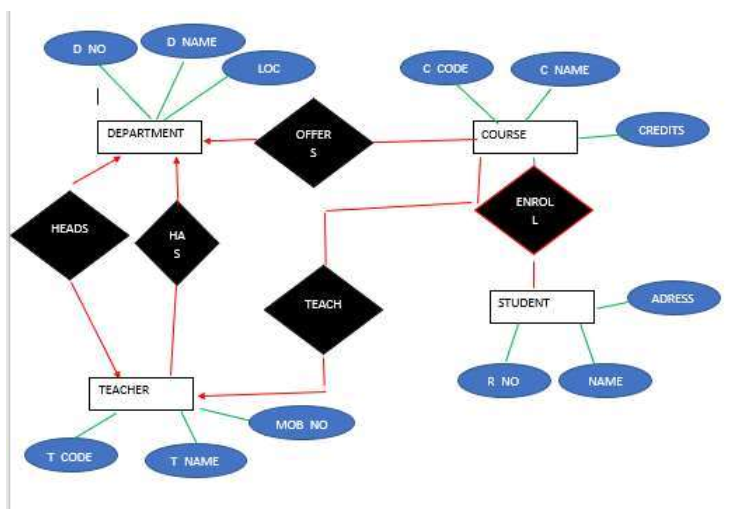 D NO
D NAME
LOC
C CODE
C NAME
DEPARTMENT
OFFER
S
COURSE
CREDITS
HEADS
HA
S
ENROL
L
TEACH
STUDENT
ADRESS
R NO
NAME
TEACHER
MOB NO
T CODE
T NAME